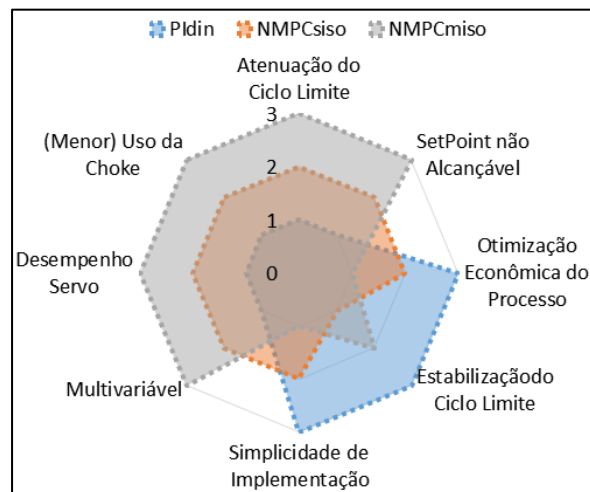 PIdin NMPCsiso NMPCmiso
Atenuação do
Ciclo Limite
(Menor) Uso da
Choke
SetPoint não
Alcançável
3
2
1
0
Desempenho
Servo
Otimização
Econômica do
Processo
Multivariável
Estabilizaçãodo
Ciclo Limite
Simplicidade de
Implementação